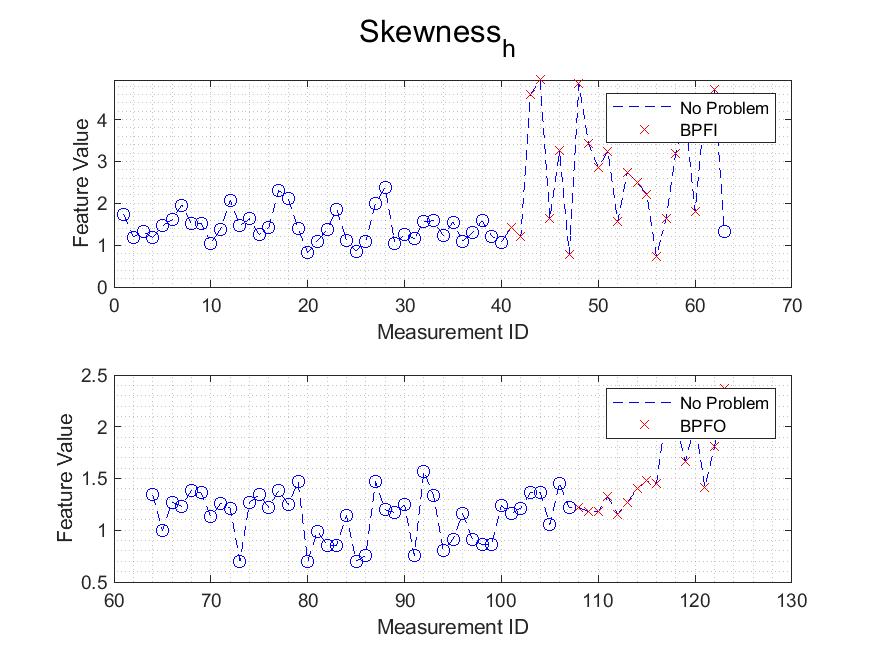 Skewness_h
4
3
2
1
0
Feature Value
No Problem
BPFI
0 10 20 30 40 50 60 70
Measurement ID
2.5
2
1.5
1
0.5
Feature Value
No Problem
BPFO
60 70 80 90 100 110 120 130
Measurement ID